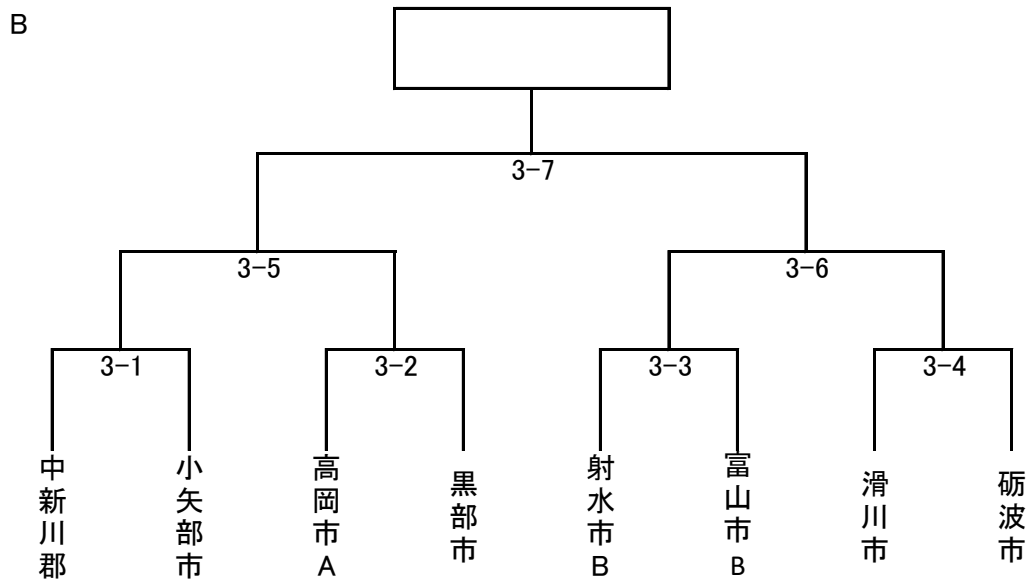 B
3-7
3-5
3-6
3-1
3-2
3-3
3-4
中新川郡
小矢部市
高岡市A
黒部市
射水市B
富山市B
滑川市
砺波市